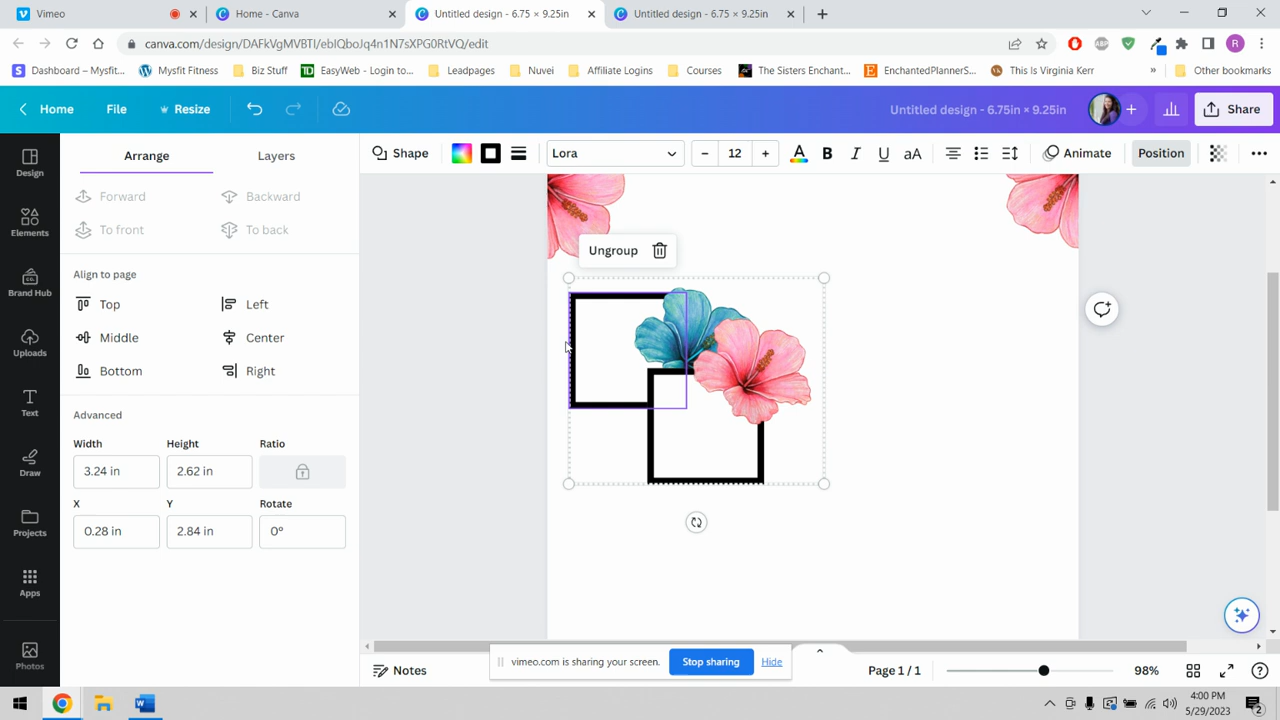 Vimeo
Home - Canva
Untitled design - 6.75 × 9.25in
Untitled design - 6.75 × 9.25in
canva.com/design/DAFkVgMVBTI/ebIQboJq4n1N7sXPG0RtVQ/edit
Dashboard – Mysfit...
Mysfit Fitness
Biz Stuff
EasyWeb - Login to...
Leadpages
Nuvei
Affiliate Logins
Courses
The Sisters Enchant...
EnchantedPlannerS...
This Is Virginia Kerr
»
Other bookmarks
Home
File
Resize
Untitled design - 6.75in × 9.25in
Share
Arrange
Layers
Shape
Lora
12
B
I
U
aA
Animate
Position
Design
Elements
Brand Hub
Uploads
Text
Draw
Projects
Apps
Photos
Forward
Backward
To front
To back
Align to page
Top
Left
Middle
Center
Bottom
Right
Advanced
Width
Height
Ratio
3.24 in
2.62 in
X
Y
Rotate
0.28 in
2.84 in
0°
Ungroup
vimeo.com is sharing your screen.
Stop sharing
Hide
Notes
Page 1 / 1
98%
4:00 PM
5/29/2023